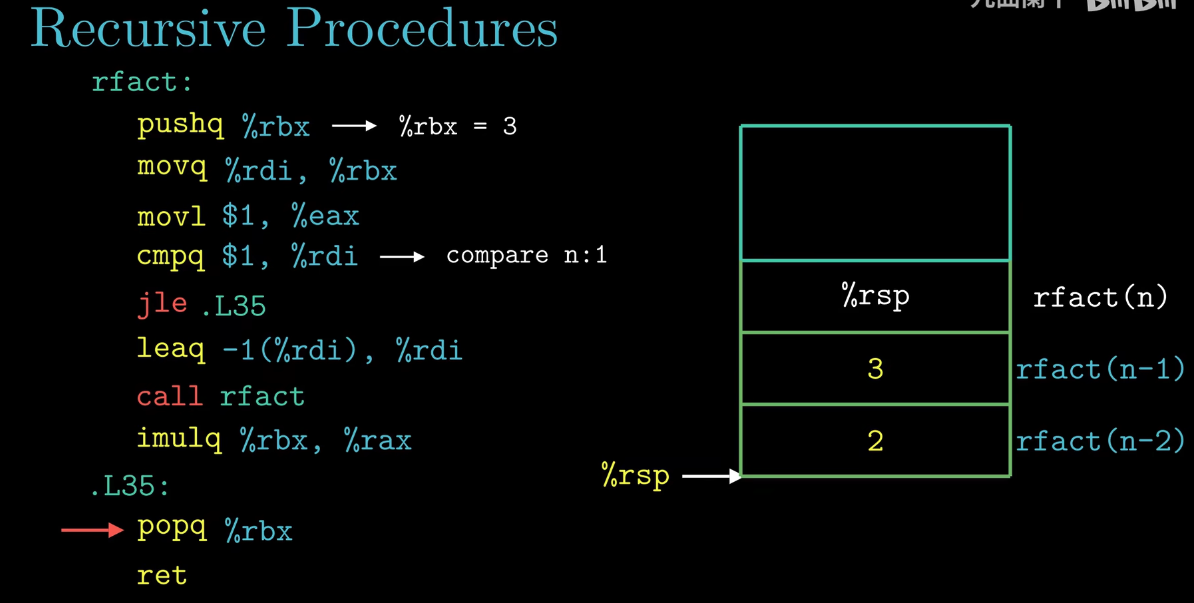 Recursive Procedures
rfact:
pushq %rbx → %rbx = 3
movq %rdi, %rbx
movl $1, %eax
cmpq $1, %rdi → compare n:1
jle .L35
leaq -1(%rdi), %rdi
call rfact
imulq %rbx, %rax
.L35:
popq %rbx
ret
%rsp rfact(n)
3 rfact(n-1)
2 rfact(n-2)
%rsp